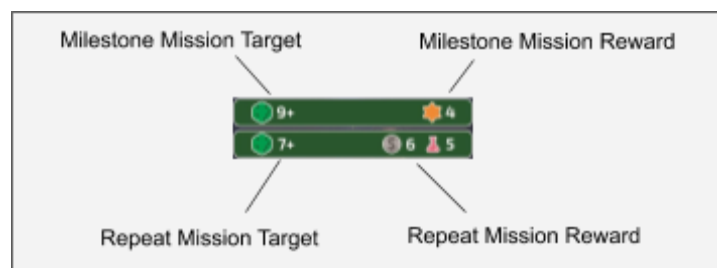 Milestone Mission Target
Milestone Mission Reward
9+ 4
7+ $ 6 5
Repeat Mission Target
Repeat Mission Reward